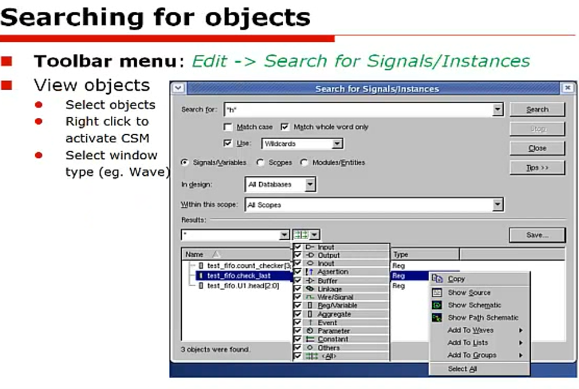 Searching for objects
Toolbar menu: Edit -> Search for Signals/Instances
View objects
Select objects
Right click to
activate CSM
Select window
type (eg. Wave)
Search for Signals/Instances
Search for: "h"
Search
Match case Match whole word only
Stop
Use: Wildcards
Close
Signals/Variables Scopes Modules/Entities
Tips >>
In design: All Databases
Within this scope: All Scopes
Results:
*
Save...
Name Type
test_fifo.count_checker[3: Reg
test_fifo.check_last Reg
test_fifo.U1.head[2:0] Reg
Input
Output
Inout
Assertion
Buffer
Linkage
Wire/Signal
Reg/Variable
Aggregate
Event
Parameter
Constant
Others
<All>
Copy
Show Source
Show Schematic
Show Path Schematic
Add To Waves
Add To Lists
Add To Groups
Select All
3 objects were found.